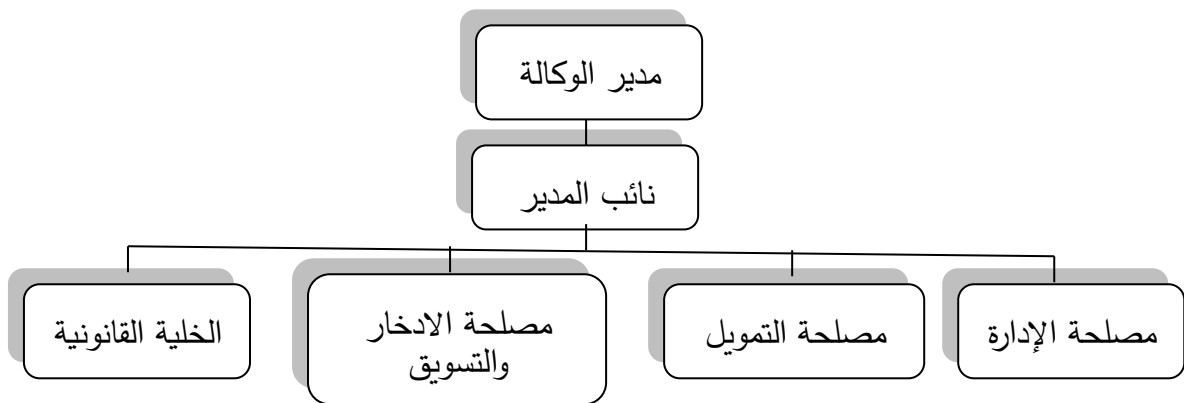 مدير الوكالة
نائب المدير
مصلحة الإدارة
مصلحة التمويل
مصلحة الادخار
والتسويق
الخلية القانونية